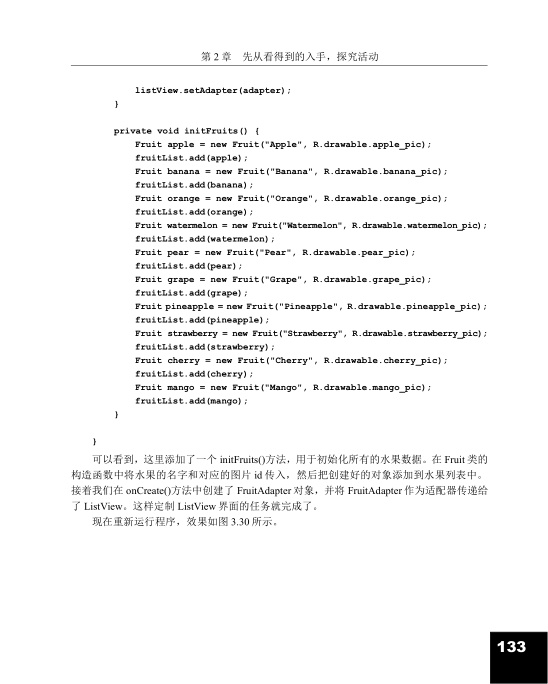 第 2 章 先从看得到的入手，探究活动
listView.setAdapter(adapter);
}
private void initFruits() {
Fruit apple = new Fruit("Apple", R.drawable.apple_pic);
fruitList.add(apple);
Fruit banana = new Fruit("Banana", R.drawable.banana_pic);
fruitList.add(banana);
Fruit orange = new Fruit("Orange", R.drawable.orange_pic);
fruitList.add(orange);
Fruit watermelon = new Fruit("Watermelon", R.drawable.watermelon_pic);
fruitList.add(watermelon);
Fruit pear = new Fruit("Pear", R.drawable.pear_pic);
fruitList.add(pear);
Fruit grape = new Fruit("Grape", R.drawable.grape_pic);
fruitList.add(grape);
Fruit pineapple = new Fruit("Pineapple", R.drawable.pineapple_pic);
fruitList.add(pineapple);
Fruit strawberry = new Fruit("Strawberry", R.drawable.strawberry_pic);
fruitList.add(strawberry);
Fruit cherry = new Fruit("Cherry", R.drawable.cherry_pic);
fruitList.add(cherry);
Fruit mango = new Fruit("Mango", R.drawable.mango_pic);
fruitList.add(mango);
}
}
可以看到，这里添加了一个 initFruits()方法，用于初始化所有的水果数据。在 Fruit 类的
构造函数中将水果的名字和对应的图片 id 传入，然后把创建好的对象添加到水果列表中。
接着我们在 onCreate()方法中创建了 FruitAdapter 对象，并将 FruitAdapter 作为适配器传递给
了 ListView。这样定制 ListView 界面的任务就完成了。
现在重新运行程序，效果如图 3.30 所示。
133